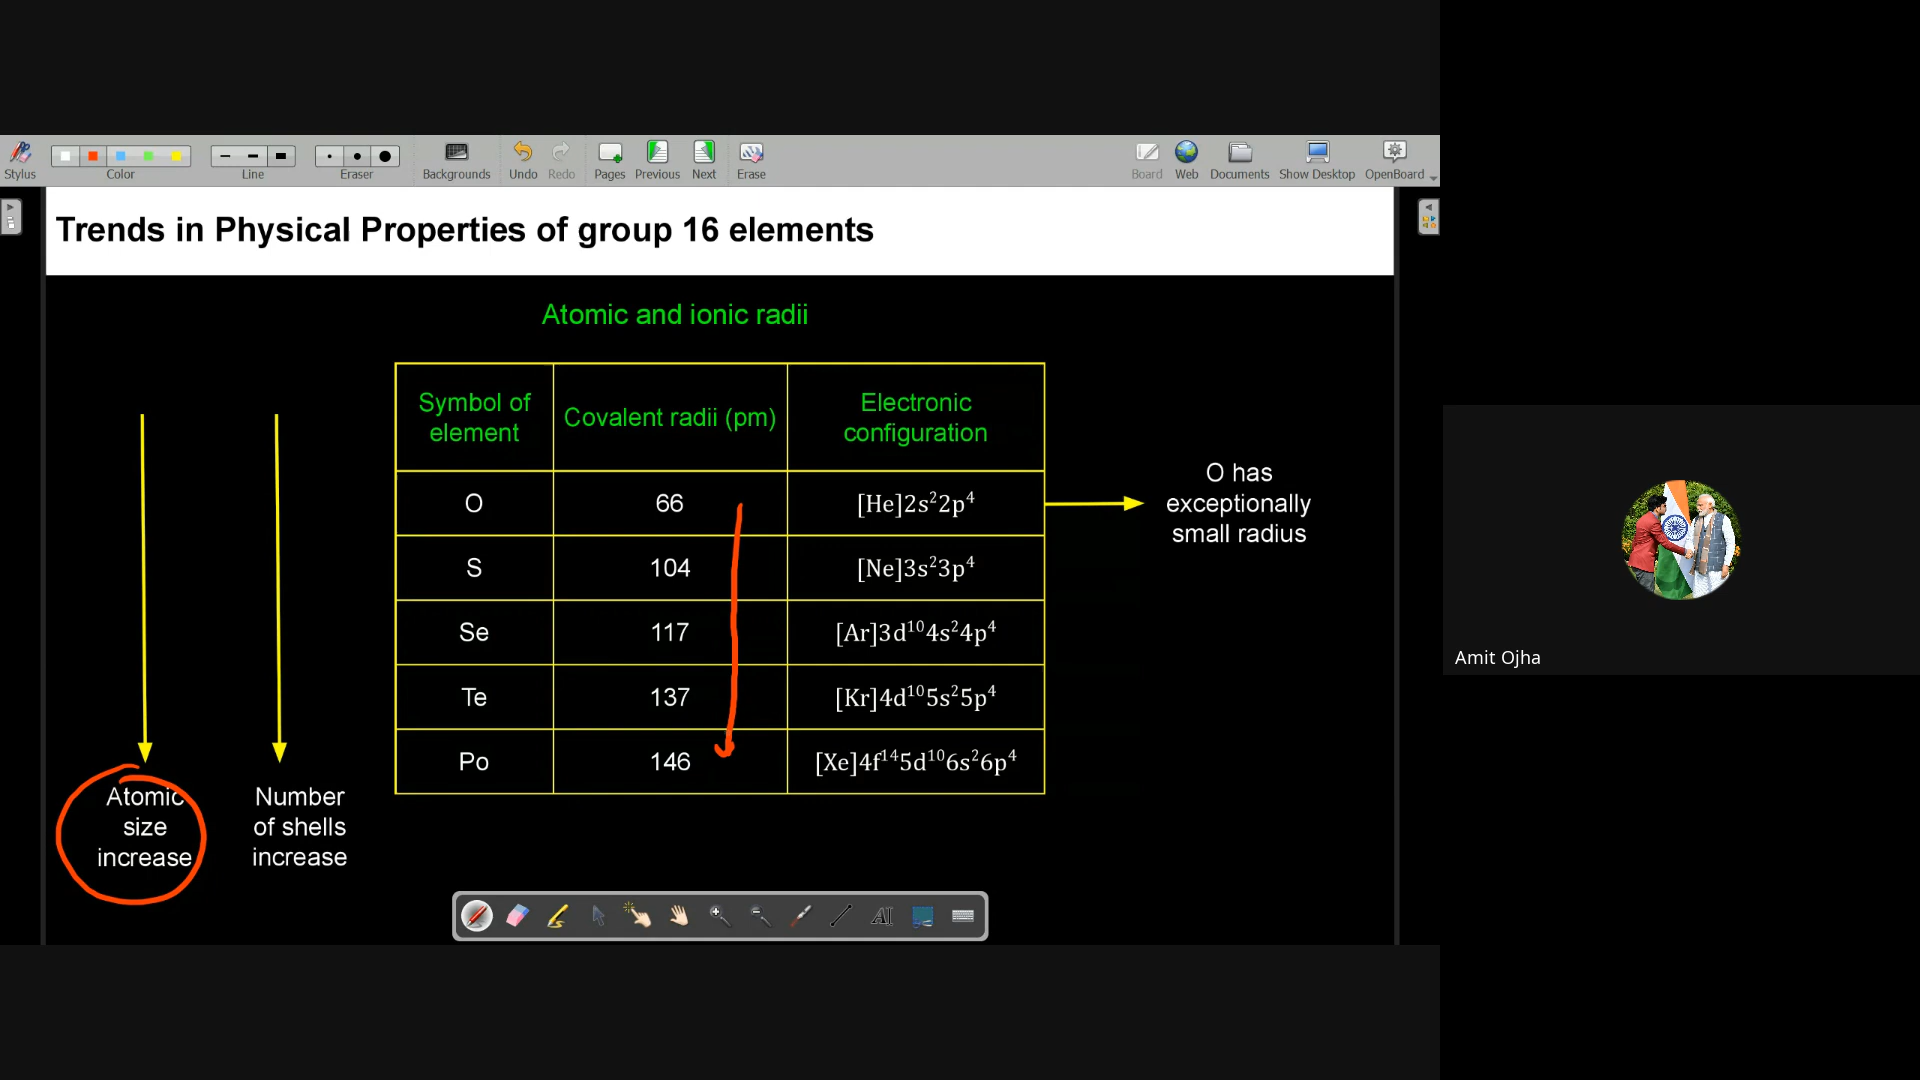 Stylus
Color
Line
Eraser
Backgrounds
Undo
Redo
Pages
Previous
Next
Erase
Board
Web
Documents
Show Desktop
OpenBoard
Trends in Physical Properties of group 16 elements
Atomic and ionic radii
Symbol of
element
Covalent radii (pm)
Electronic
configuration
O
66
[He]2s²2p⁴
S
104
[Ne]3s²3p⁴
Se
117
[Ar]3d¹⁰4s²4p⁴
Te
137
[Kr]4d¹⁰5s²5p⁴
Po
146
[Xe]4f¹⁴5d¹⁰6s²6p⁴
O has
exceptionally
small radius
Atomic
size
increase
Number
of shells
increase
AI
Amit Ojha